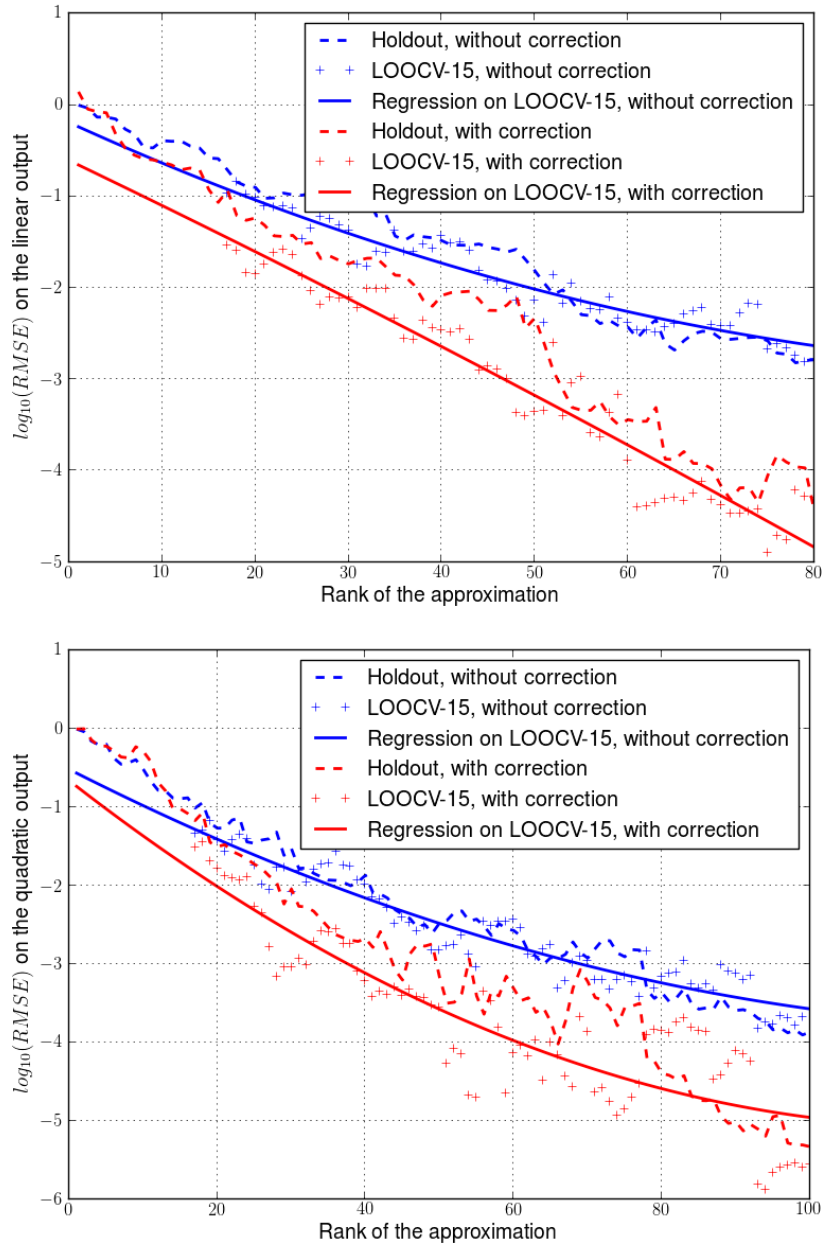 1
Holdout, without correction
LOOCV-15, without correction
Regression on LOOCV-15, without correction
Holdout, with correction
LOOCV-15, with correction
Regression on LOOCV-15, with correction
0
−1
−2
−3
−4
−5
log10(RMSE) on the linear output
0 10 20 30 40 50 60 70 80
Rank of the approximation
1
Holdout, without correction
LOOCV-15, without correction
Regression on LOOCV-15, without correction
Holdout, with correction
LOOCV-15, with correction
Regression on LOOCV-15, with correction
0
−1
−2
−3
−4
−5
−6
log10(RMSE) on the quadratic output
0 20 40 60 80 100
Rank of the approximation